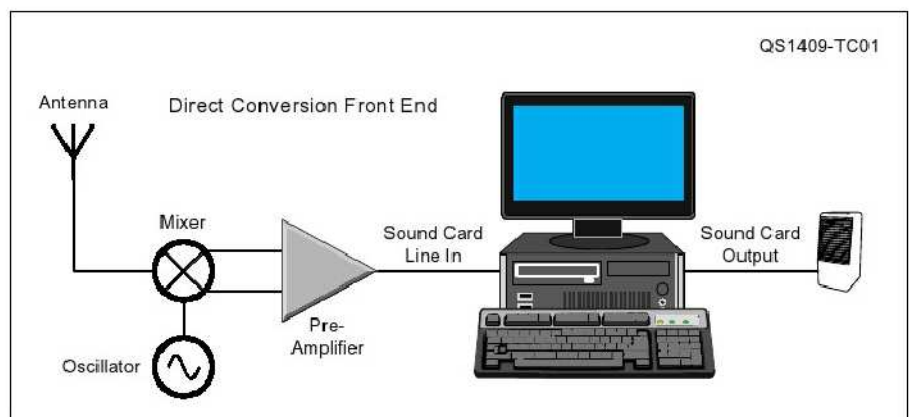 QS1409-TC01
Antenna
Direct Conversion Front End
Mixer
Sound Card
Line In
Sound Card
Output
Pre-
Amplifier
Oscillator